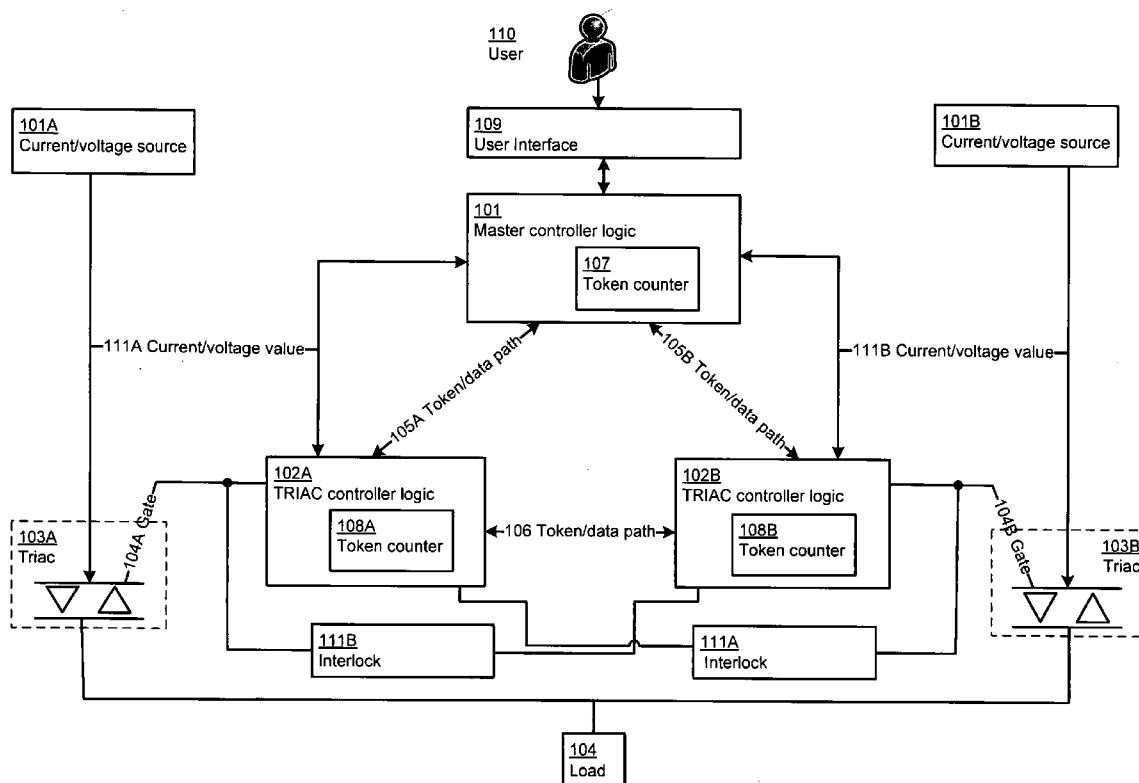 110
User
101A
Current/voltage source
109
User Interface
101B
Current/voltage source
101
Master controller logic
107
Token counter
111A Current/voltage value
111B Current/voltage value
105A Token/data path
105B Token/data path
102A
TRIAC controller logic
108A
Token counter
106 Token/data path
102B
TRIAC controller logic
108B
Token counter
104A Gate
104B Gate
103A
Triac
103B
Triac
111B
Interlock
111A
Interlock
104
Load